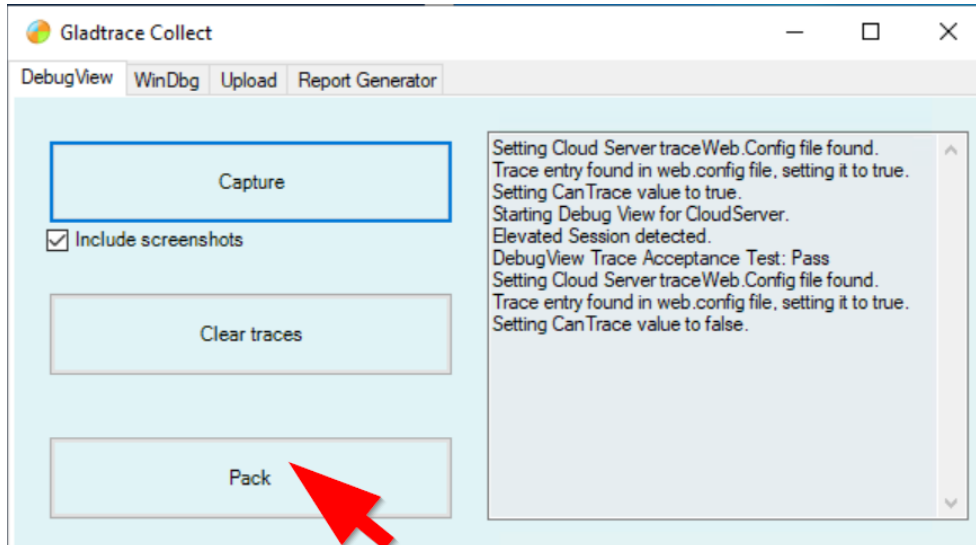 Gladtrace Collect
DebugView WinDbg Upload Report Generator
Capture
Include screenshots
Clear traces
Pack
Setting Cloud Server traceWeb.Config file found.
Trace entry found in web.config file, setting it to true.
Setting CanTrace value to true.
Starting Debug View for CloudServer.
Elevated Session detected.
DebugView Trace Acceptance Test: Pass
Setting Cloud Server traceWeb.Config file found.
Trace entry found in web.config file, setting it to true.
Setting CanTrace value to false.